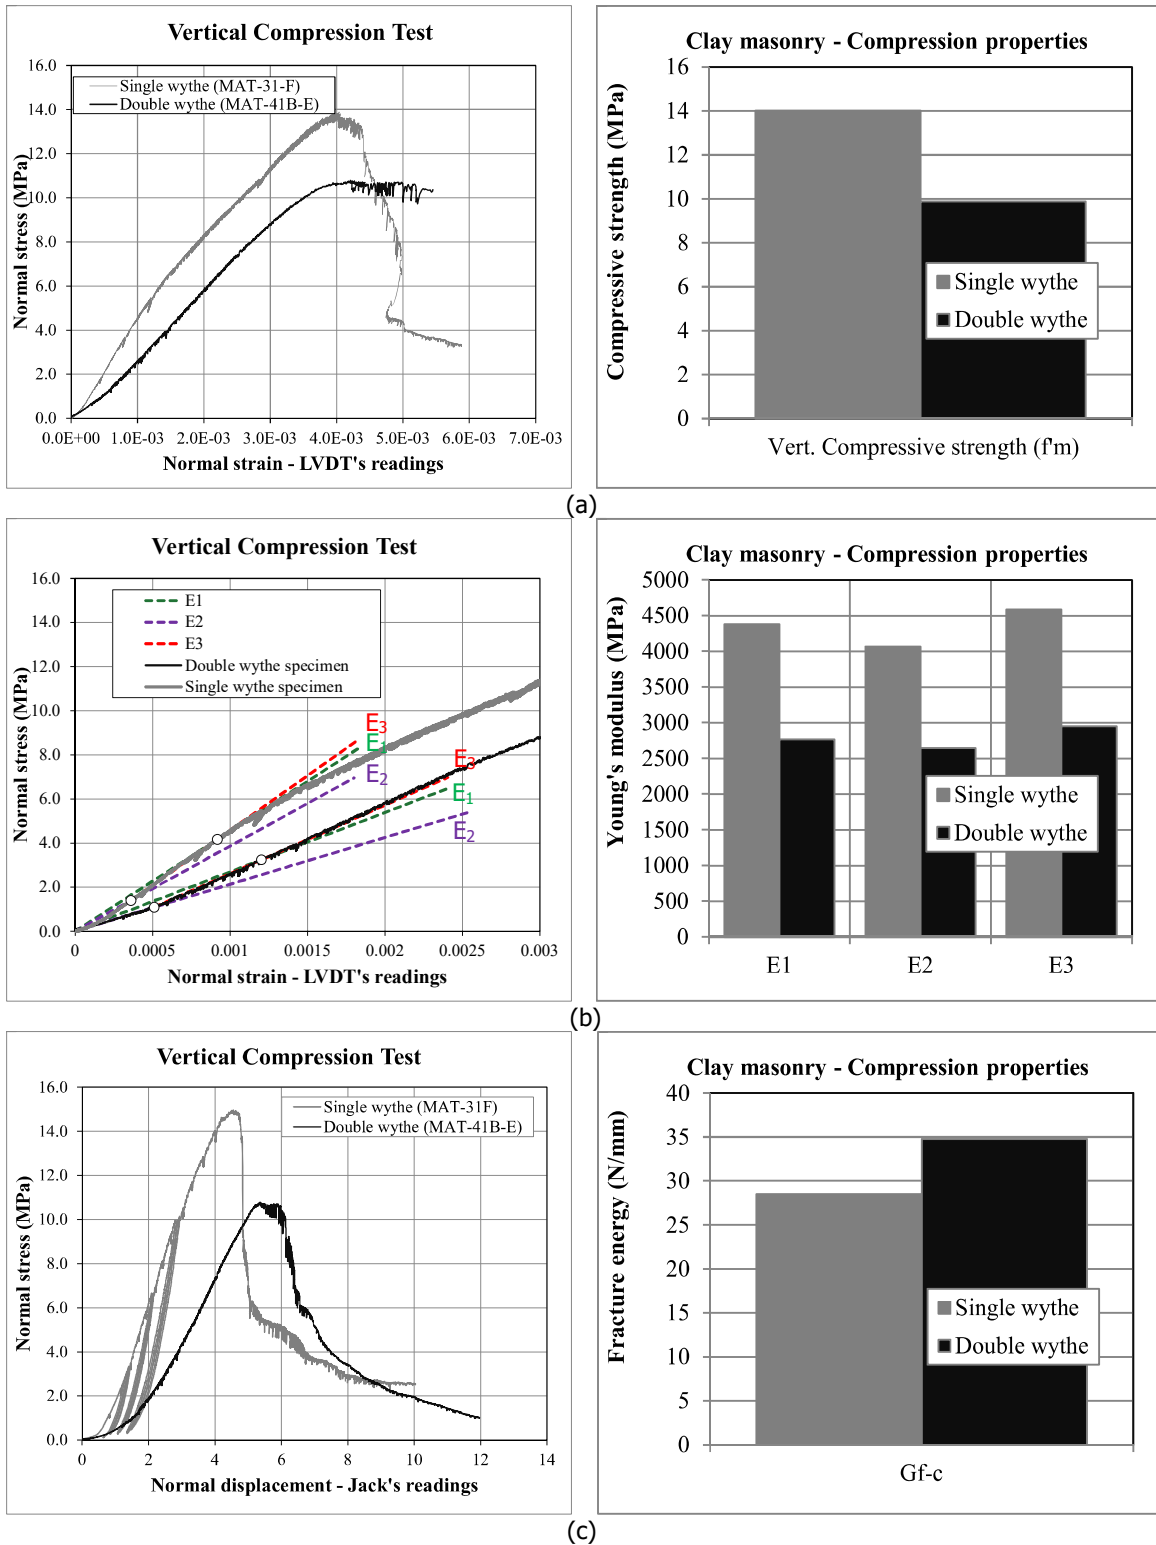 Vertical Compression Test
Normal stress (MPa)
16.0
14.0
12.0
10.0
8.0
6.0
4.0
2.0
0.0
Single wythe (MAT-31-F)
Double wythe (MAT-41B-E)
0.0E+00 1.0E-03 2.0E-03 3.0E-03 4.0E-03 5.0E-03 6.0E-03 7.0E-03
Normal strain - LVDT's readings
Clay masonry - Compression properties
Compressive strength (MPa)
16
14
12
10
8
6
4
2
0
Single wythe
Double wythe
Vert. Compressive strength (f'm)
(a)
Vertical Compression Test
Normal stress (MPa)
16.0
14.0
12.0
10.0
8.0
6.0
4.0
2.0
0.0
E1
E2
E3
Double wythe specimen
Single wythe specimen
E3
E1
E2
E3
E1
E2
0 0.0005 0.001 0.0015 0.002 0.0025 0.003
Normal strain - LVDT's readings
Clay masonry - Compression properties
Young's modulus (MPa)
5000
4500
4000
3500
3000
2500
2000
1500
1000
500
0
Single wythe
Double wythe
E1 E2 E3
(b)
Vertical Compression Test
Normal stress (MPa)
16.0
14.0
12.0
10.0
8.0
6.0
4.0
2.0
0.0
Single wythe (MAT-31F)
Double wythe (MAT-41B-E)
0 2 4 6 8 10 12 14
Normal displacement - Jack's readings
Clay masonry - Compression properties
Fracture energy (N/mm)
40
35
30
25
20
15
10
5
0
Single wythe
Double wythe
Gf-c
(c)